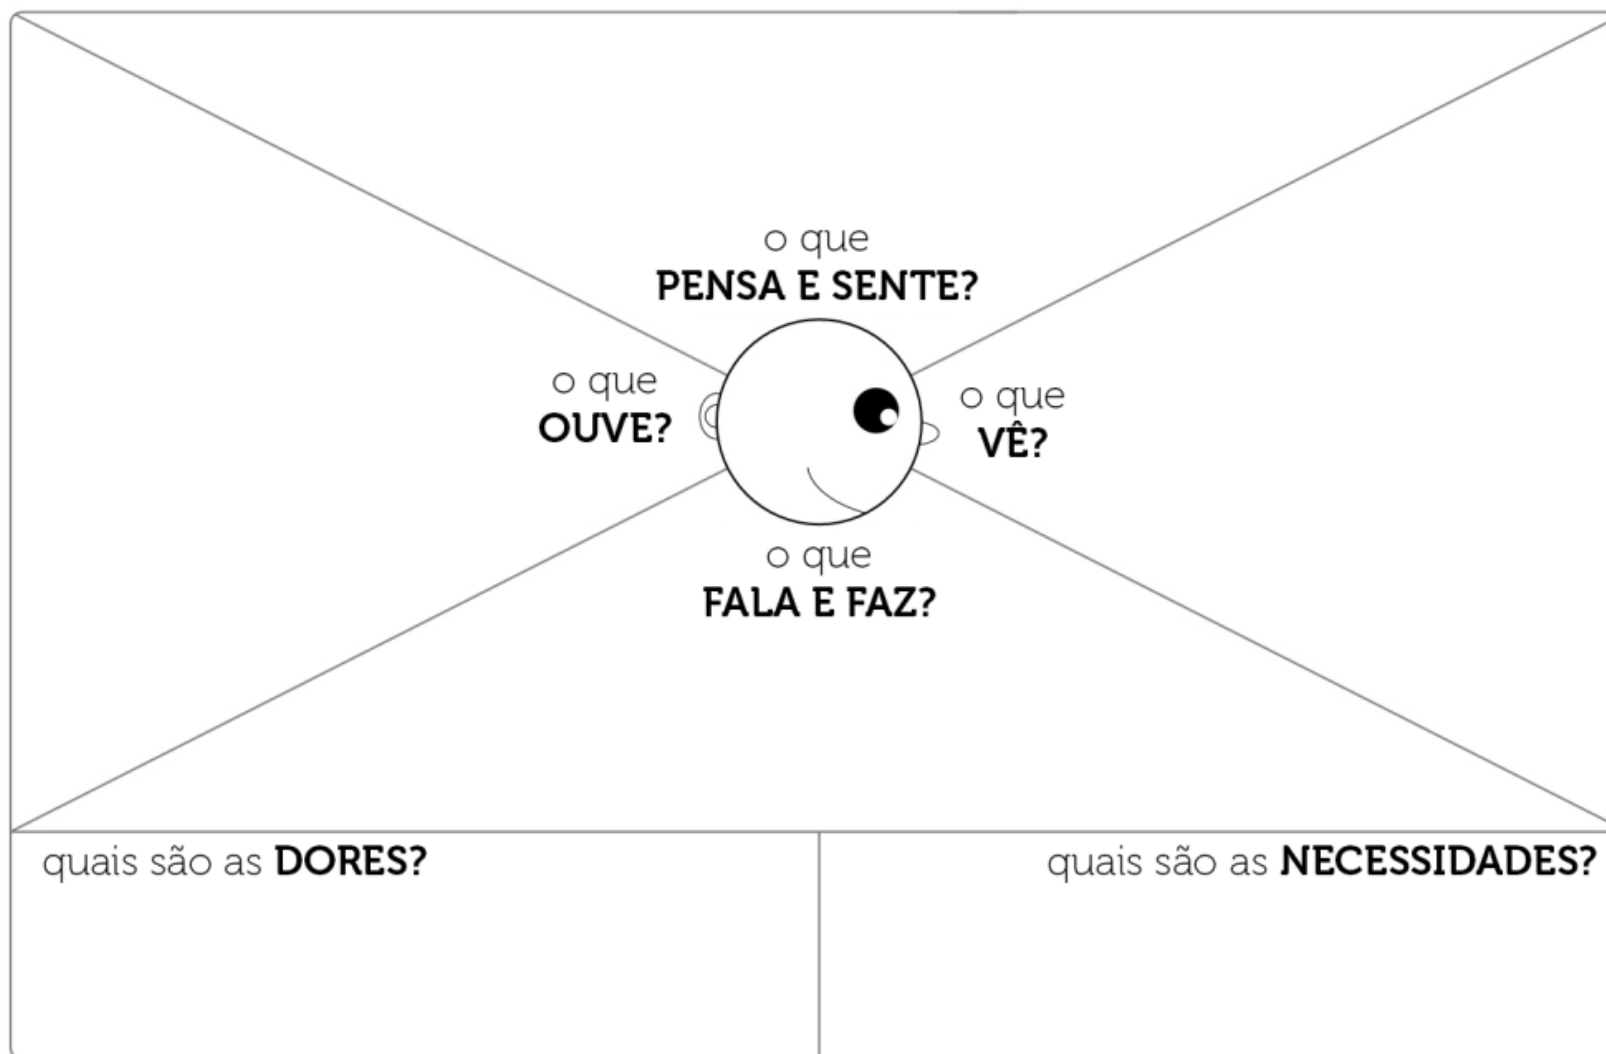 o que
PENSA E SENTE?
o que
OUVE?
o que
VÊ?
o que
FALA E FAZ?
quais são as DORES?
quais são as NECESSIDADES?